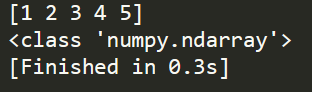 [1 2 3 4 5]
<class 'numpy.ndarray'>
[Finished in 0.3s]